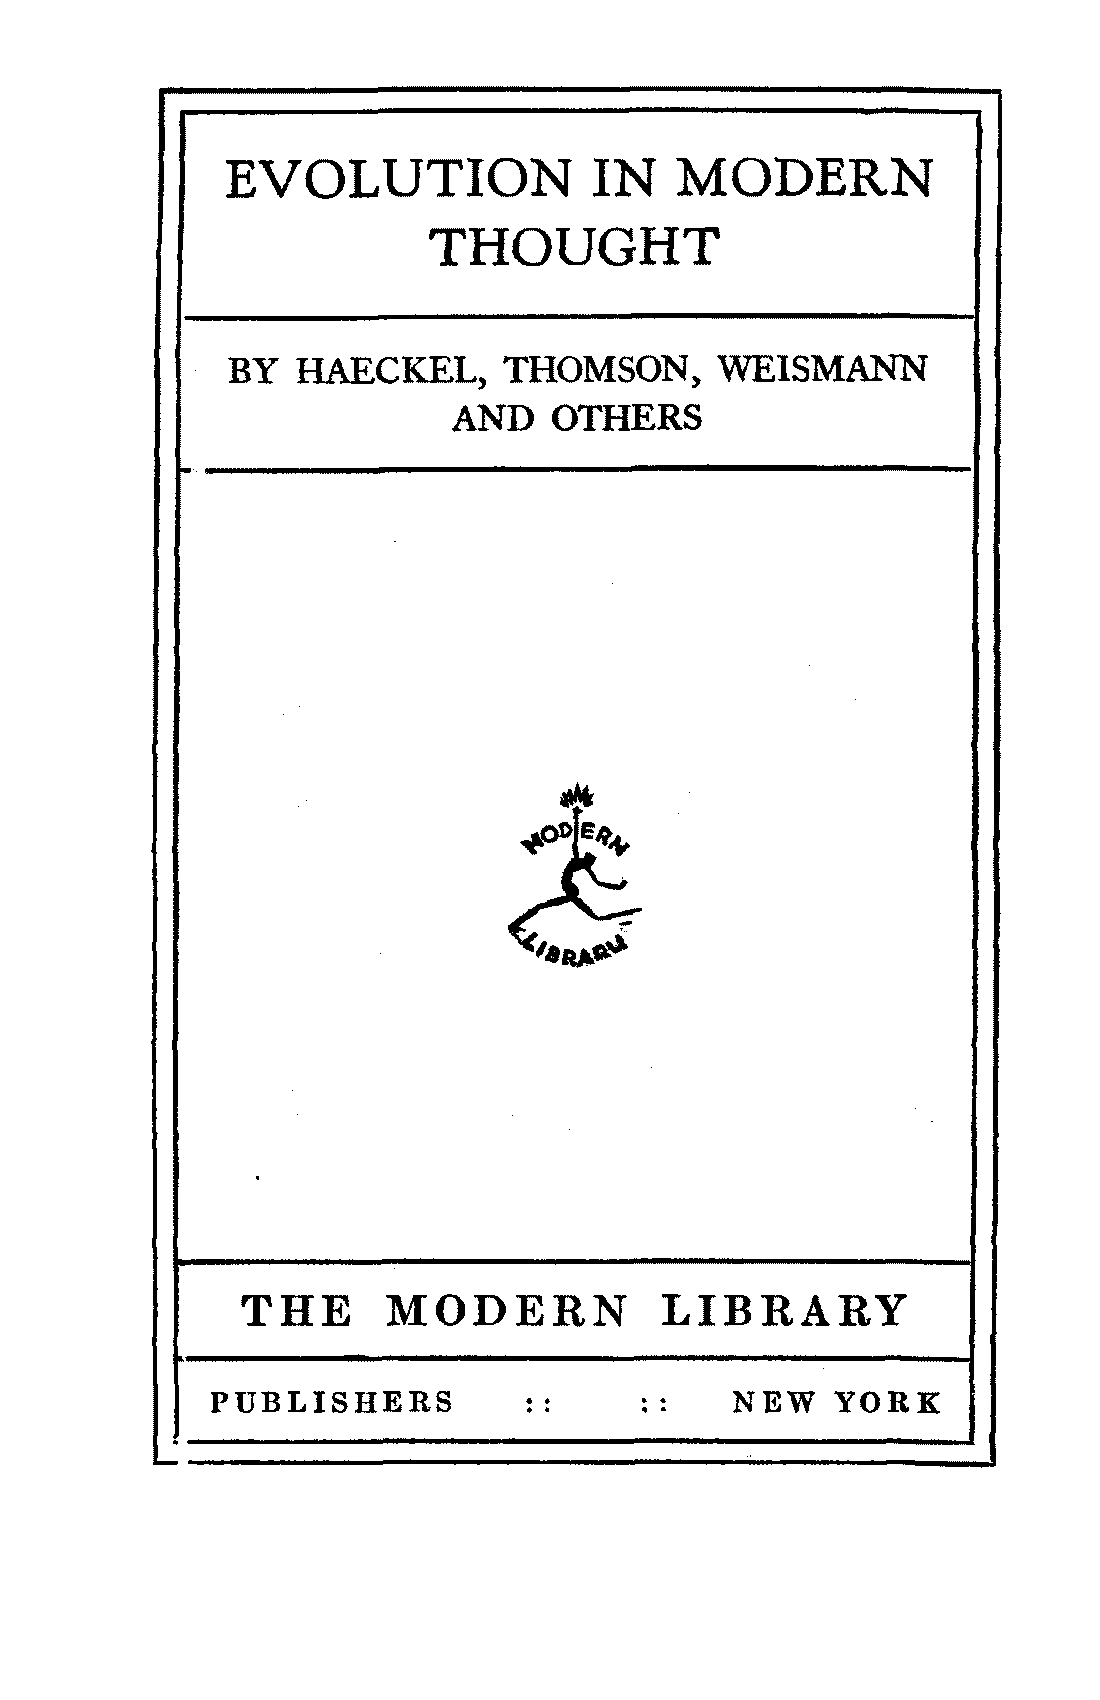 EVOLUTION IN MODERN
THOUGHT
BY HAECKEL, THOMSON, WEISMANN
AND OTHERS
MODERN
LIBRARY
THE MODERN LIBRARY
PUBLISHERS :: :: NEW YORK